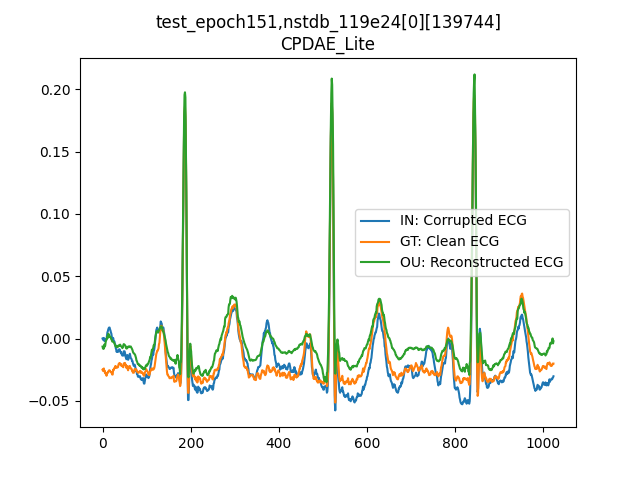 test_epoch151,nstdb_119e24[0][139744]
CPDAE_Lite
0.20
0.15
0.10
0.05
0.00
−0.05
IN: Corrupted ECG
GT: Clean ECG
OU: Reconstructed ECG
0 200 400 600 800 1000